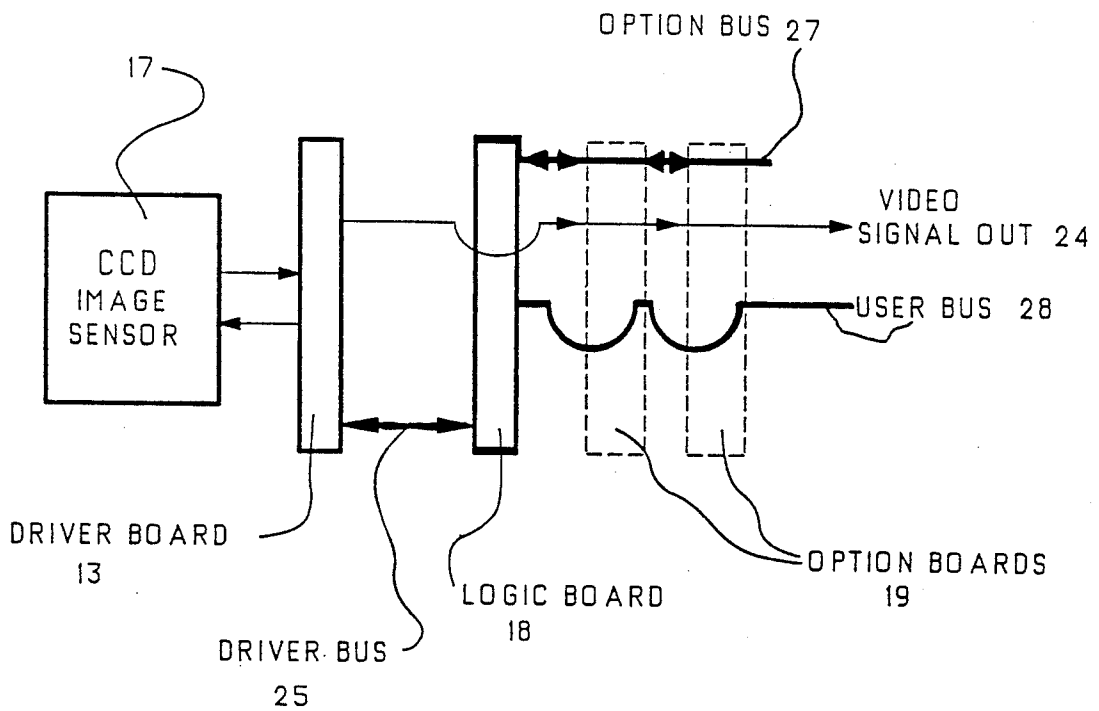 OPTION BUS 27
17
CCD
IMAGE
SENSOR
VIDEO
SIGNAL OUT 24
USER BUS 28
DRIVER BOARD
13
LOGIC BOARD
18
OPTION BOARDS
19
DRIVER BUS
25